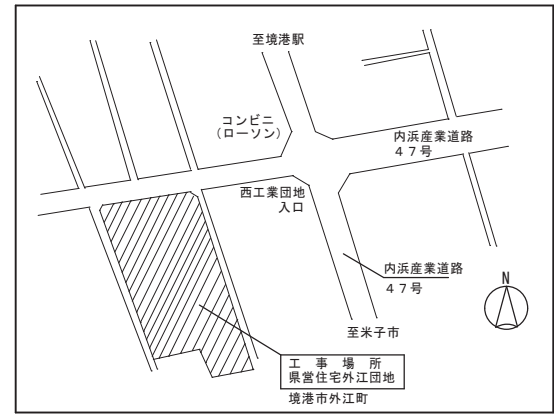 至境港駅
コンビニ
（ローソン）
内浜産業道路
４７号
西工業団地
入口
内浜産業道路
４７号
N
至米子市
工事場所
県営住宅外江団地
境港市外江町